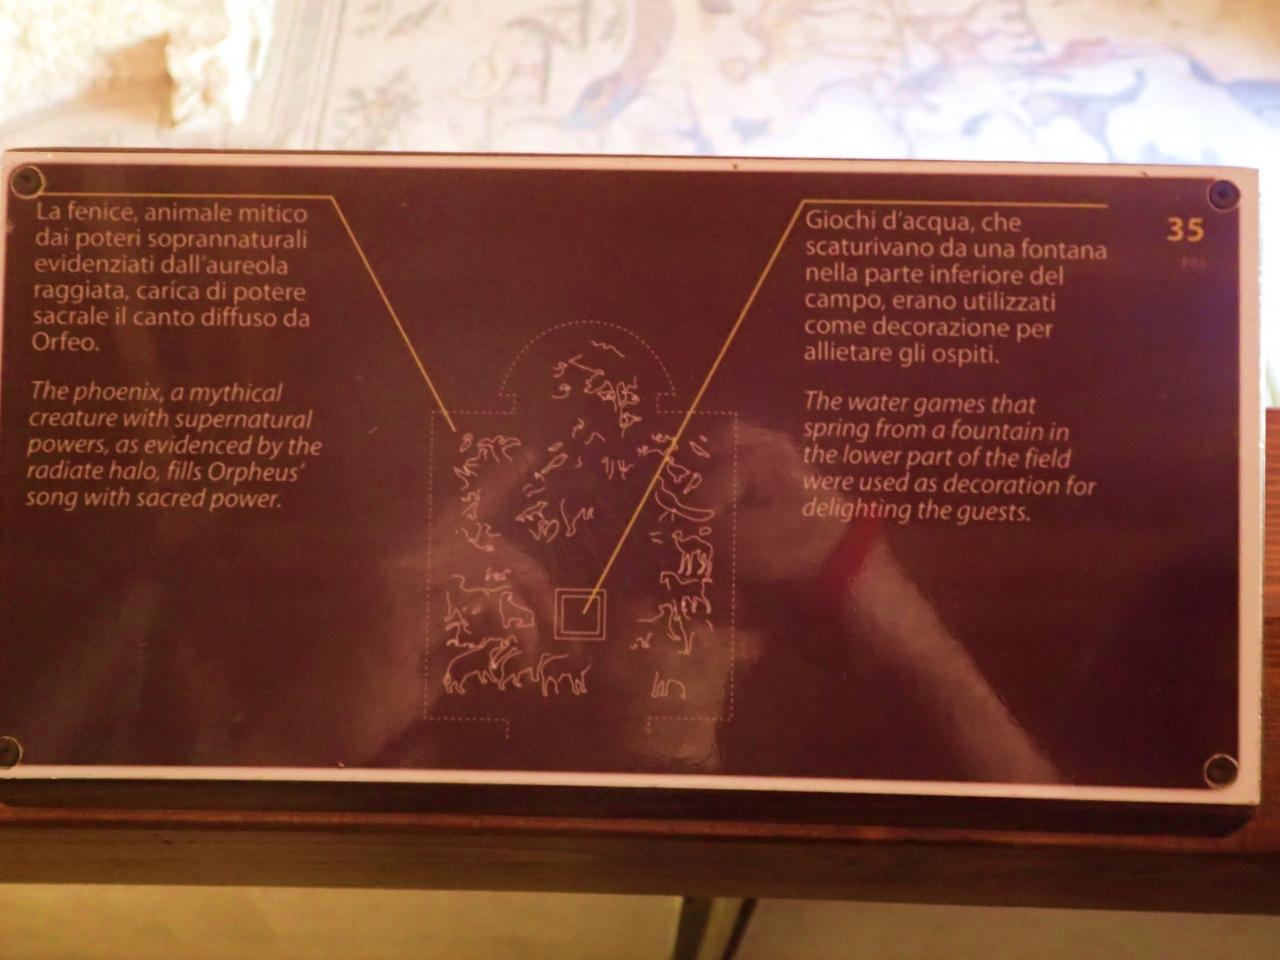 La fenice, animale mitico
dai poteri soprannaturali
evidenziati dall'aureola
raggiata, carica di potere
sacrale il canto diffuso da
Orfeo.
The phoenix, a mythical
creature with supernatural
powers, as evidenced by the
radiate halo, fills Orpheus'
song with sacred power.
Giochi d'acqua, che
scaturivano da una fontana
nella parte inferiore del
campo, erano utilizzati
come decorazione per
allietare gli ospiti.
The water games that
spring from a fountain in
the lower part of the field
were used as decoration for
delighting the guests.
35